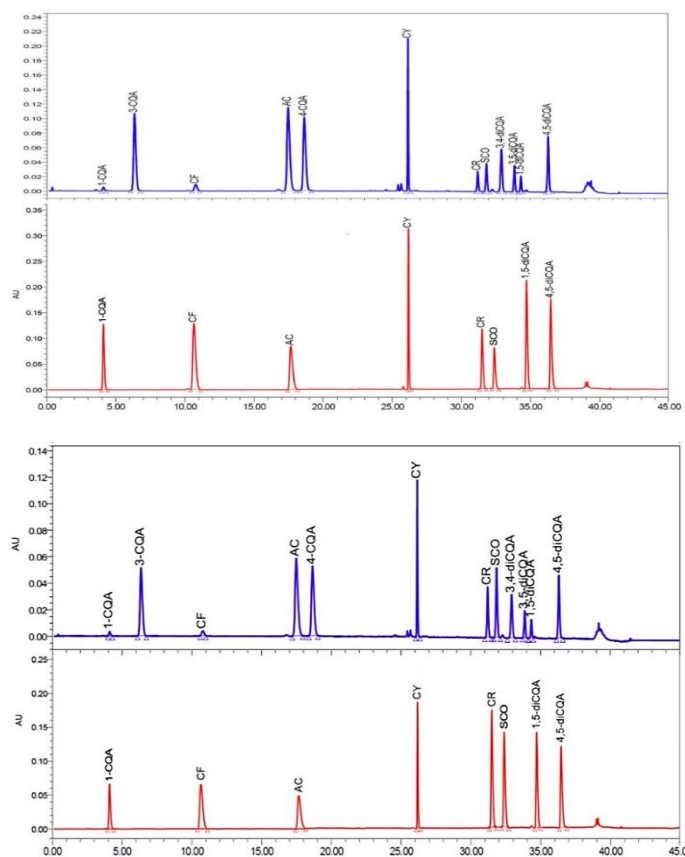 0.24
0.22
0.20
0.18
0.16
0.14
0.12
0.10
0.08
0.06
0.04
0.02
0.00
1-CQA
3-CQA
CF
AC
4-CQA
CY
CR
SCO
3,4-diCQA
3,5-diCQA
1,5-diCQA
4,5-diCQA
0.35
0.30
0.25
0.20
0.15
0.10
0.05
0.00
AU
1-CQA
CF
AC
CY
CR
SCO
1,5-diCQA
4,5-diCQA
0.00 5.00 10.00 15.00 20.00 25.00 30.00 35.00 40.00 45.00
0.14
0.12
0.10
0.08
0.06
0.04
0.02
0.00
AU
1-CQA
3-CQA
CF
AC
4-CQA
CY
CR
SCO
3,4-diCQA
3,5-diCQA
1,5-diCQA
4,5-diCQA
0.25
0.20
0.15
0.10
0.05
0.00
AU
1-CQA
CF
AC
CY
CR
SCO
1,5-diCQA
4,5-diCQA
0.00 5.00 10.00 15.00 20.00 25.00 30.00 35.00 40.00 45.00